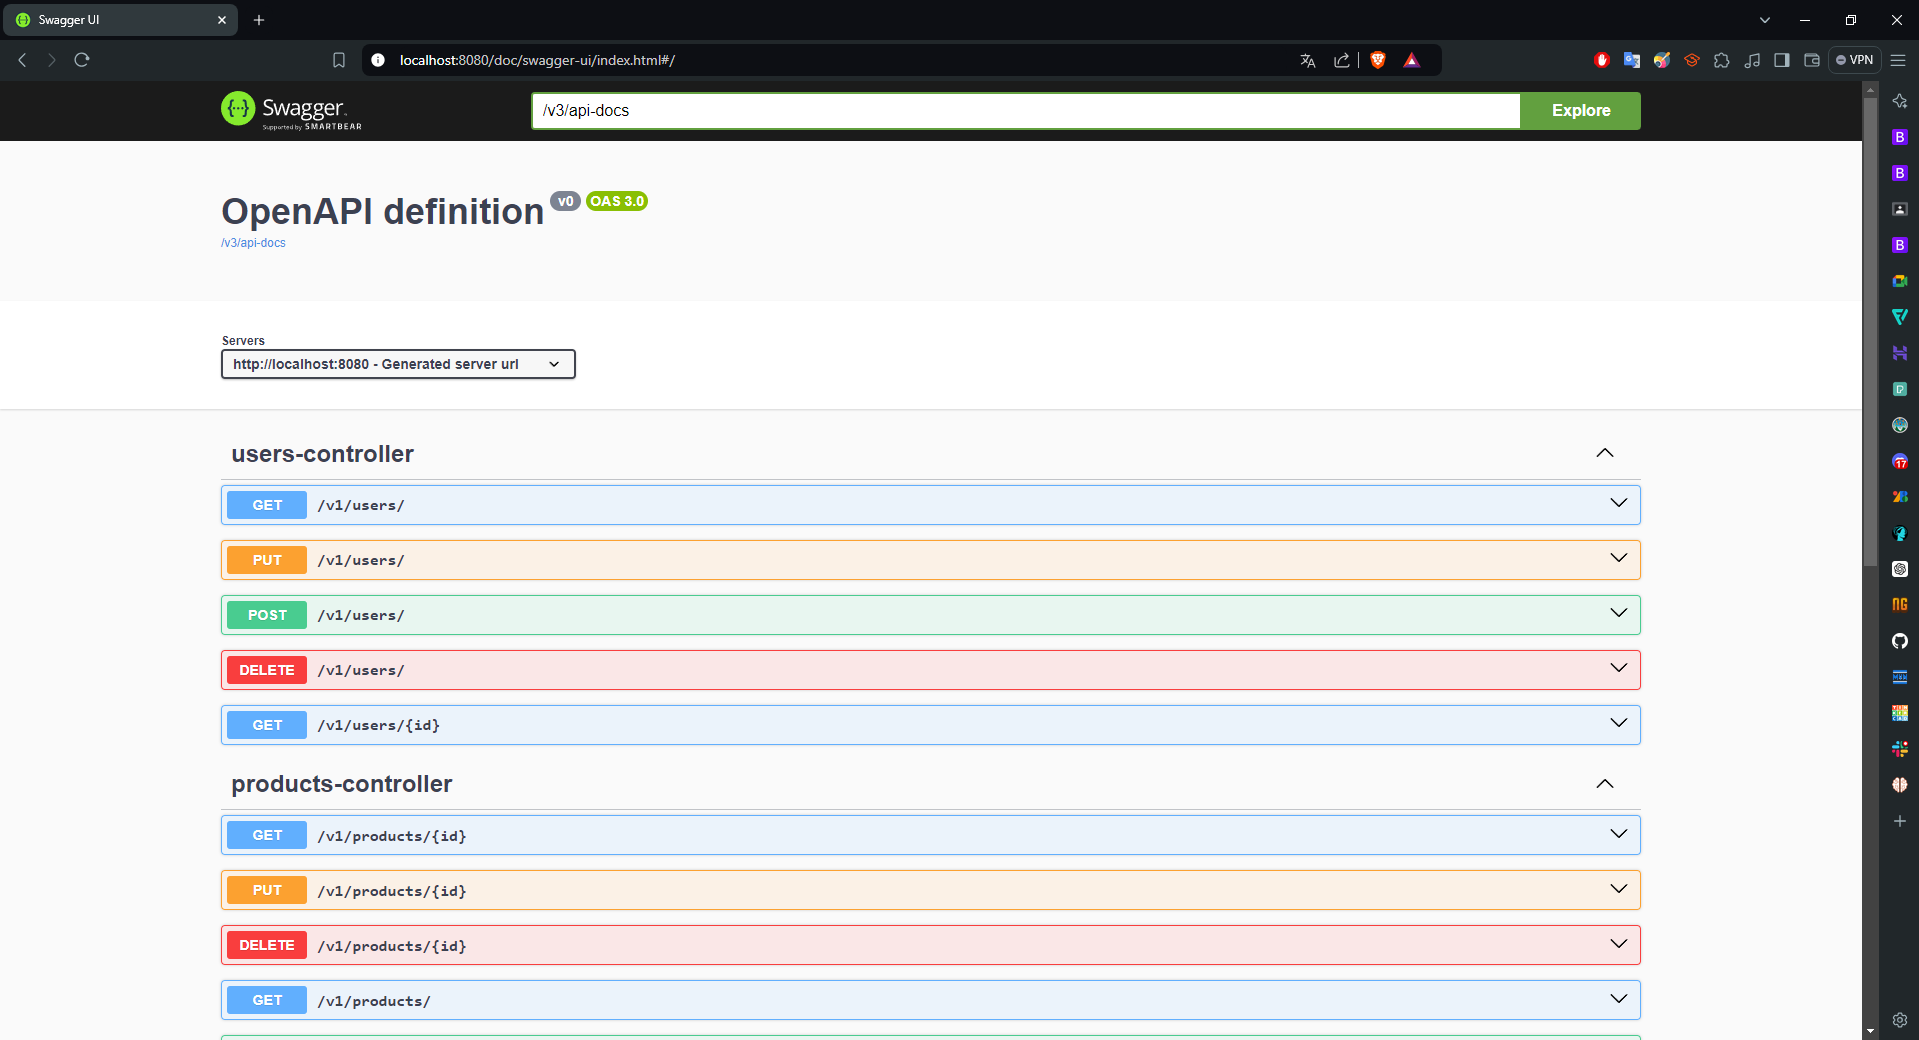 Swagger UI
localhost:8080/doc/swagger-ui/index.html#/
VPN
Swagger
Supported by SMARTBEAR
/v3/api-docs
Explore
OpenAPI definition v0 OAS 3.0
/v3/api-docs
Servers
http://localhost:8080 - Generated server url
users-controller
GET /v1/users/
PUT /v1/users/
POST /v1/users/
DELETE /v1/users/
GET /v1/users/{id}
products-controller
GET /v1/products/{id}
PUT /v1/products/{id}
DELETE /v1/products/{id}
GET /v1/products/
B
B
B
17
NG